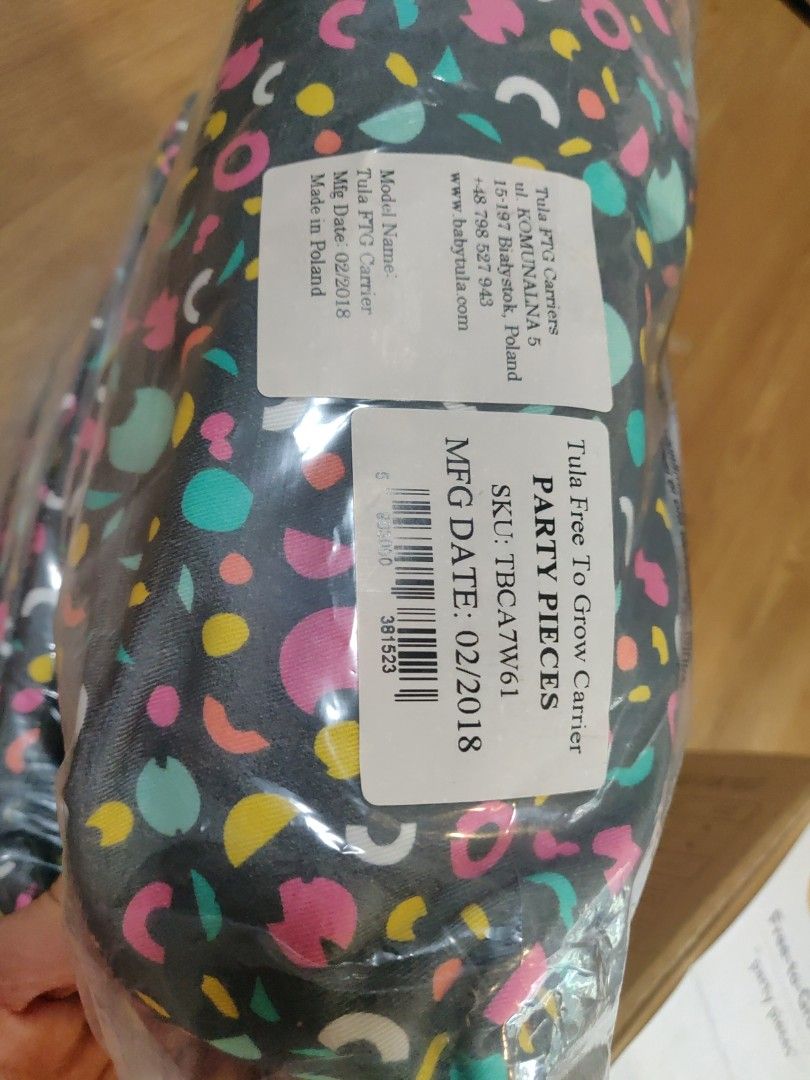 Tula FTG Carriers
ul. KOMUNALNA 5
15-197 Bialystok, Poland
+48 798 527 943
www.babytula.com
Model Name:
Tula FTG Carrier
Mfg Date: 02/2018
Made in Poland
Tula Free To Grow Carrier
PARTY PIECES
SKU: TBCA7W61
MFG DATE: 02/2018
381523